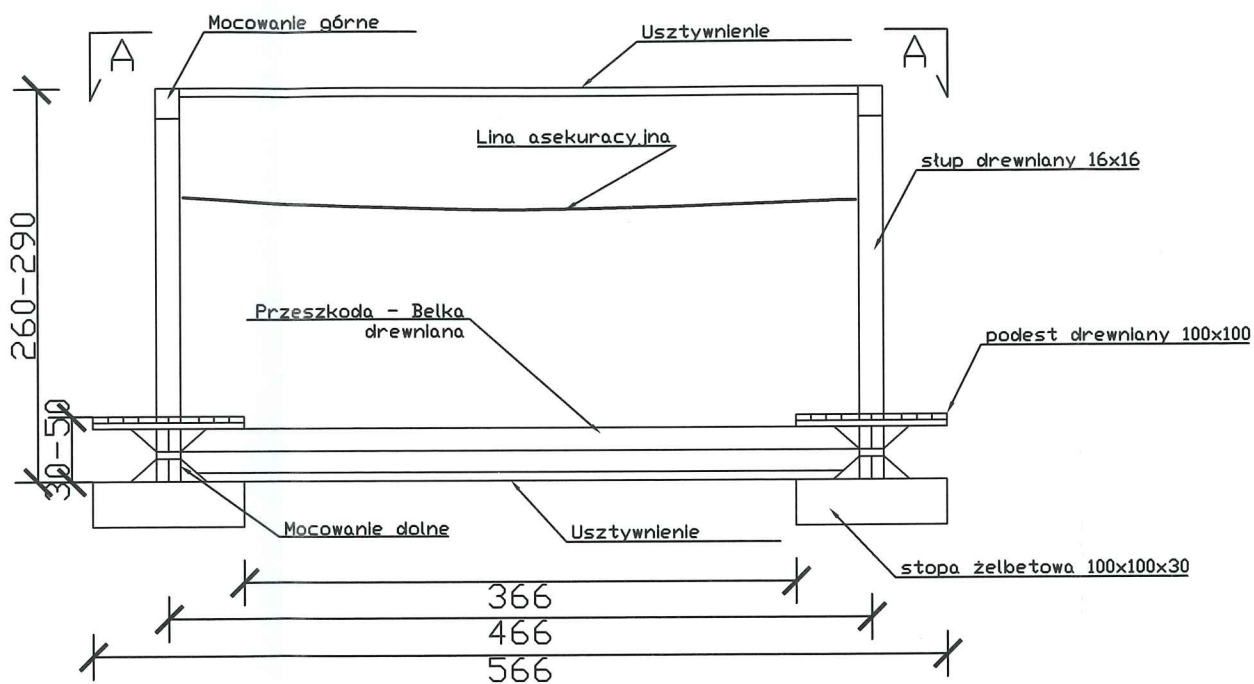 Mocowanie górne
Usztywnienie
A
A
Lina asekuracyjna
słup drewniany 16x16
260-290
Przeszkoda - Belka
drewniana
podest drewniany 100x100
30-50
Mocowanie dolne
Usztywnienie
stopa żelbetowa 100x100x30
366
466
566